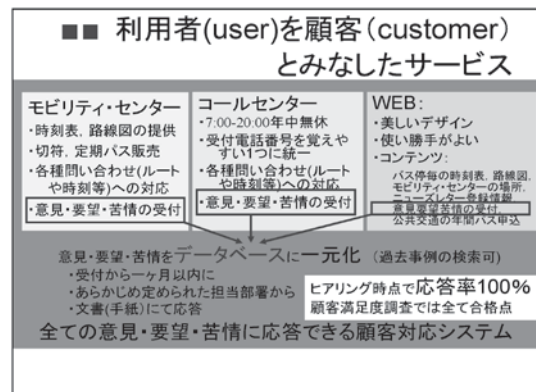 ■■ 利用者(user)を顧客(customer)
とみなしたサービス
モビリティ・センター
・時刻表、路線図の提供
・切符、定期パス販売
・各種問い合わせ(ルート
や時刻等)への対応
・意見・要望・苦情の受付
コールセンター
・7:00-20:00年中無休
・受付電話番号を覚えや
すい1つに統一
・各種問い合わせ(ルート
や時刻等)への対応
・意見・要望・苦情の受付
WEB:
・美しいデザイン
・使い勝手がよい
・コンテンツ:
バス停毎の時刻表、路線図、
モビリティ・センターの場所、
ニューズレター登録情報
意見要望苦情の受付、
公共交通の年間パス申込
意見・要望・苦情をデータベースに一元化 (過去事例の検索可)
・受付から一ヶ月以内に
・あらかじめ定められた担当部署から
・文書(手紙)にて応答
ヒアリング時点で応答率100%
顧客満足度調査では全て合格点
全ての意見・要望・苦情に応答できる顧客対応システム